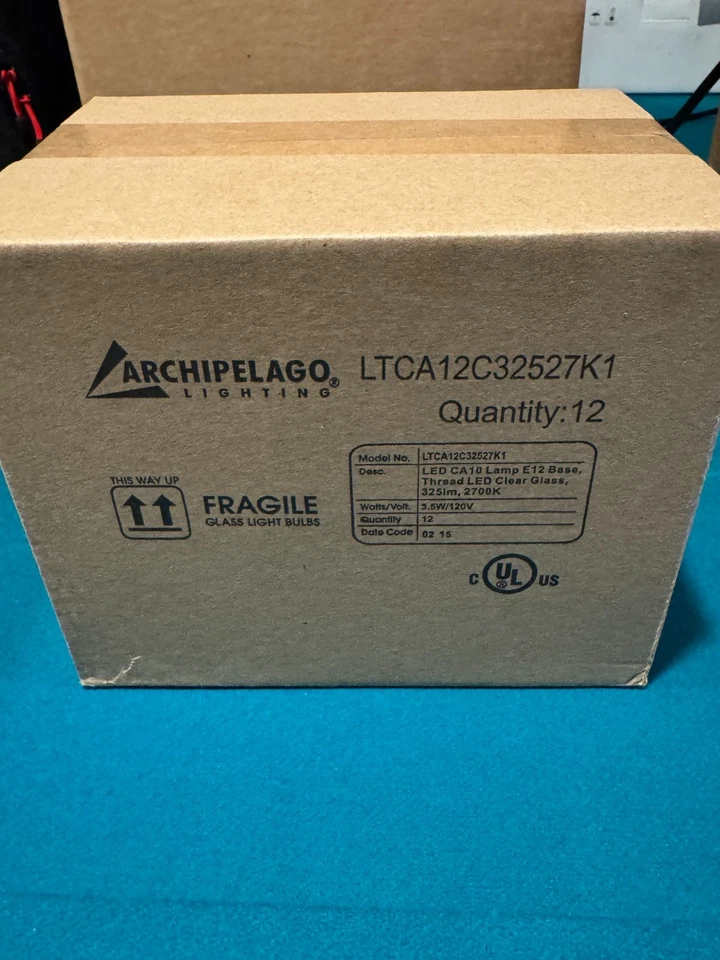 ARCHIPELAGO®
LIGHTING
LTCA12C32527K1
Quantity:12
THIS WAY UP
FRAGILE
GLASS LIGHT BULBS
Model No. LTCA12C32527K1
Desc. LED CA10 Lamp E12 Base,
Thread LED Clear Glass,
325lm, 2700K
Watts/Volt. 3.5W/120V
Quantity 12
Date Code 02 15
C UL® US